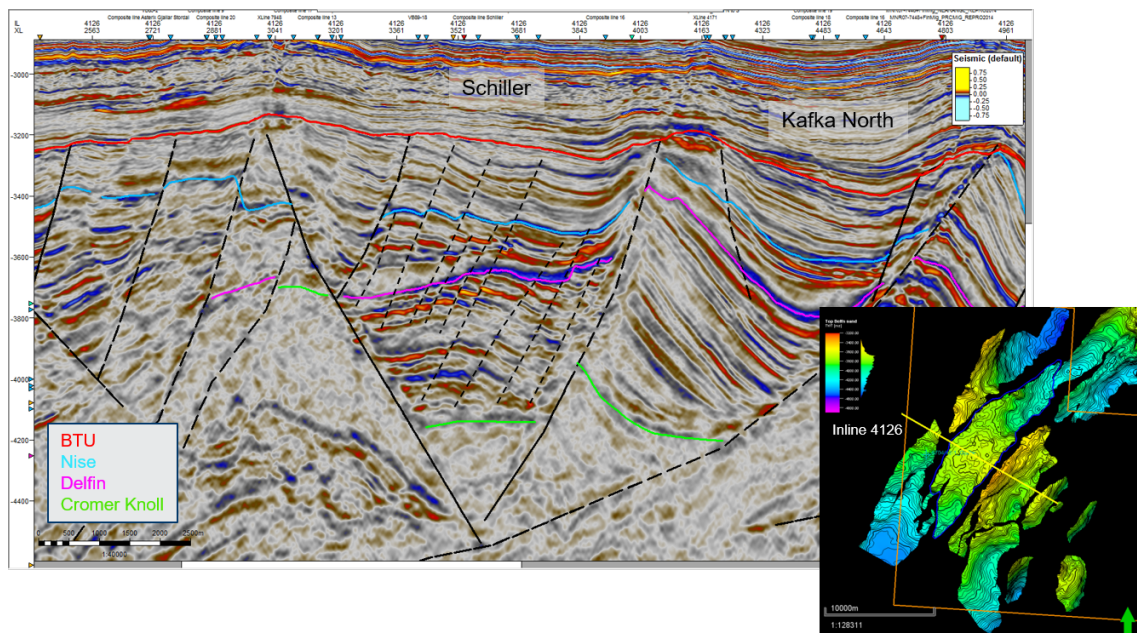 Composite line Asterix Gjallar Stordal Composite line 20 XLine 7945 Composite line 13 VBSB-18 Composite line Schiller Composite line 16 XLine 4171 Composite line 18
IL 4126 4126 4126 4126 4126 4126 4126 4126 4126 4126 4126 4126 4126 4126 4126 4126
XL 2563 2721 2881 3041 3201 3361 3521 3681 3843 4003 4163 4323 4483 4643 4803 4961
Schiller
Kafka North
Seismic (default)
0.75
0.50
0.25
0.00
-0.25
-0.50
-0.75
-3000
-3200
-3400
-3600
-3800
-4000
-4200
-4400
BTU
Nise
Delfin
Cromer Knoll
0 500 1000 1500 2000 2500m
1:40000
Inline 4126
10000m
1:128311